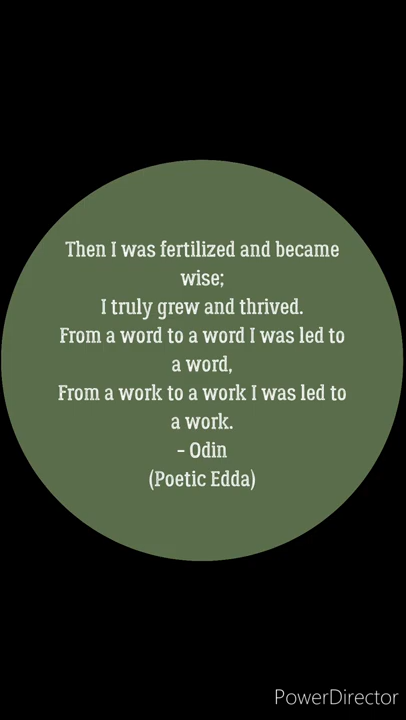 Then I was fertilized and became
wise;
I truly grew and thrived.
From a word to a word I was led to
a word,
From a work to a work I was led to
a work.
- Odin
(Poetic Edda)
PowerDirector